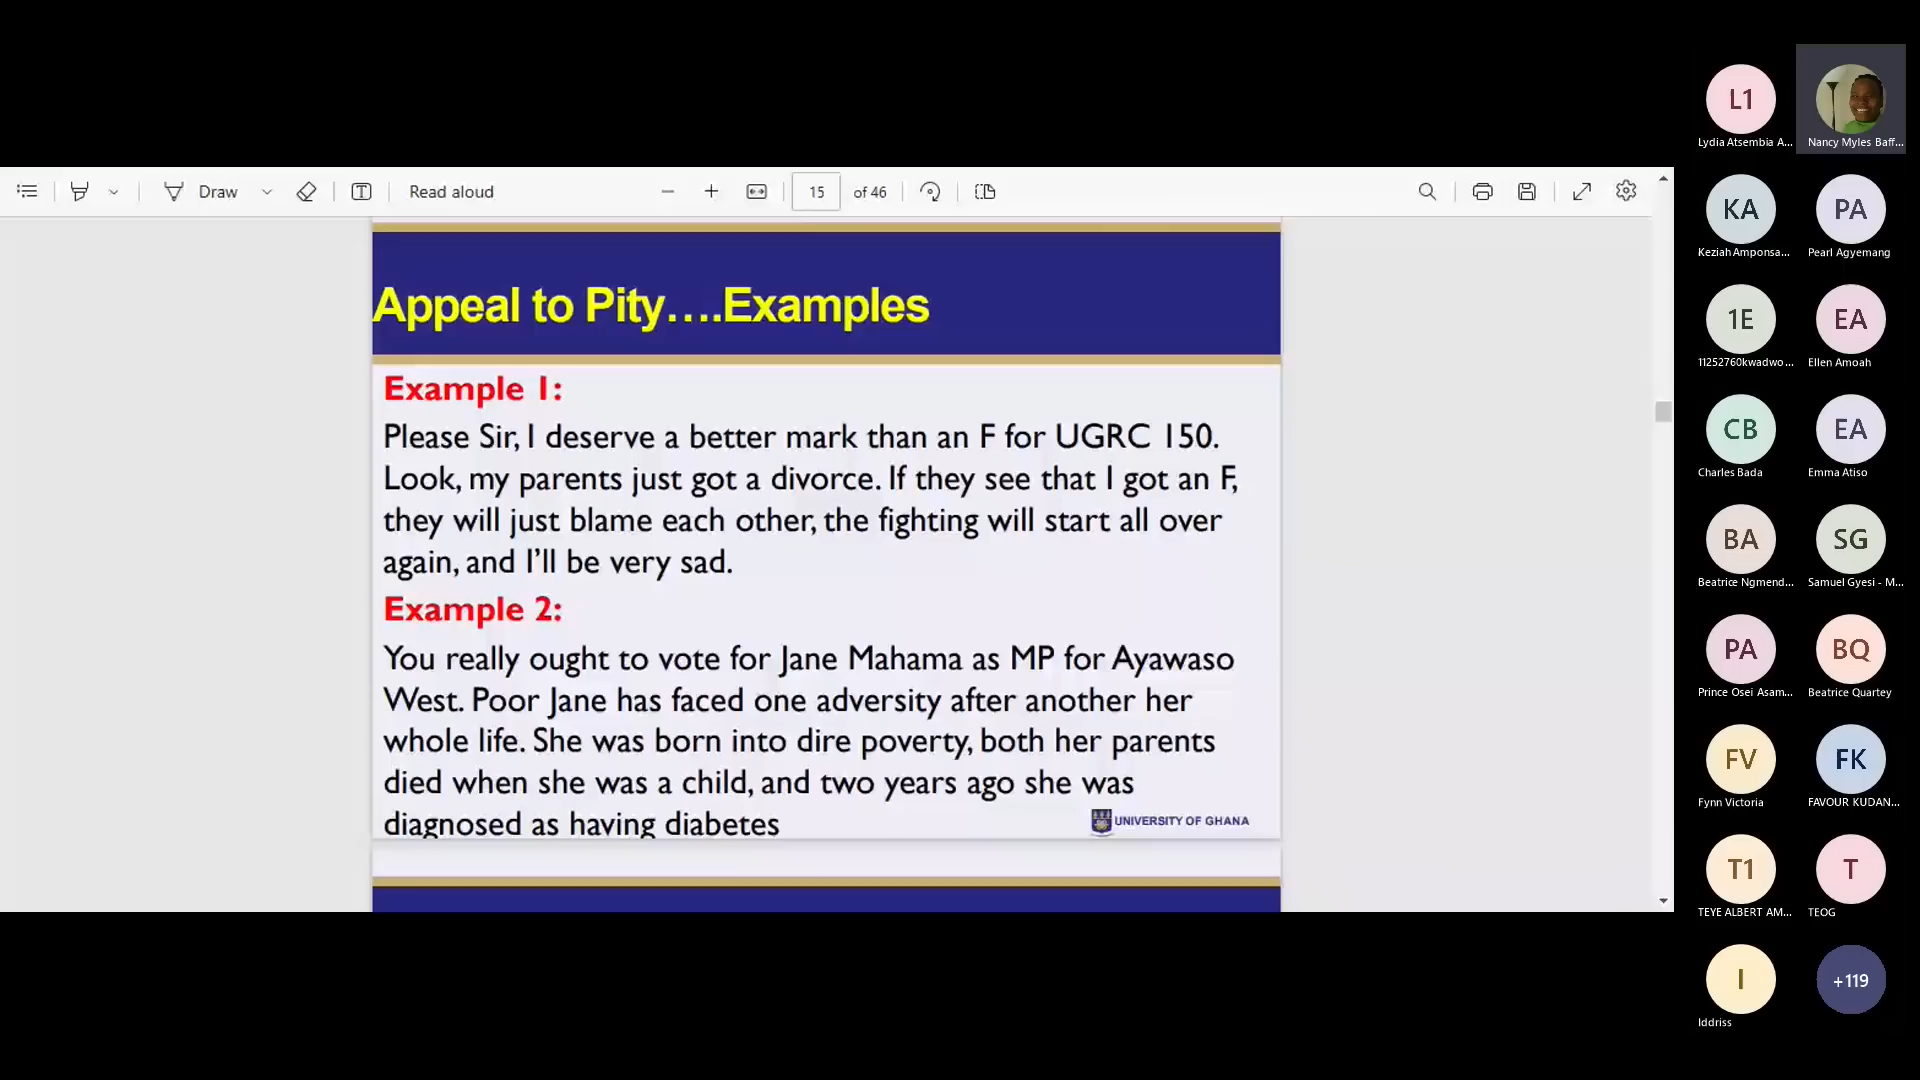 Read aloud
Draw
15
of 46
Appeal to Pity….Examples
Example 1:
Please Sir, I deserve a better mark than an F for UGRC 150.
Look, my parents just got a divorce. If they see that I got an F,
they will just blame each other, the fighting will start all over
again, and I’ll be very sad.
Example 2:
You really ought to vote for Jane Mahama as MP for Ayawaso
West. Poor Jane has faced one adversity after another her
whole life. She was born into dire poverty, both her parents
died when she was a child, and two years ago she was
diagnosed as having diabetes
UNIVERSITY OF GHANA
L1
Lydia Atsembia A...
Nancy Myles Baff...
KA
Keziah Amponsa...
PA
Pearl Agyemang
1E
11252760kwadwo...
EA
Ellen Amoah
CB
Charles Bada
EA
Emma Atiso
BA
Beatrice Ngmend...
SG
Samuel Gyesi - M...
PA
Prince Osei Asam...
BQ
Beatrice Quartey
FV
Fynn Victoria
FK
FAVOUR KUDAN...
T1
TEYE ALBERT AM...
T
TEOG
I
Iddriss
+119